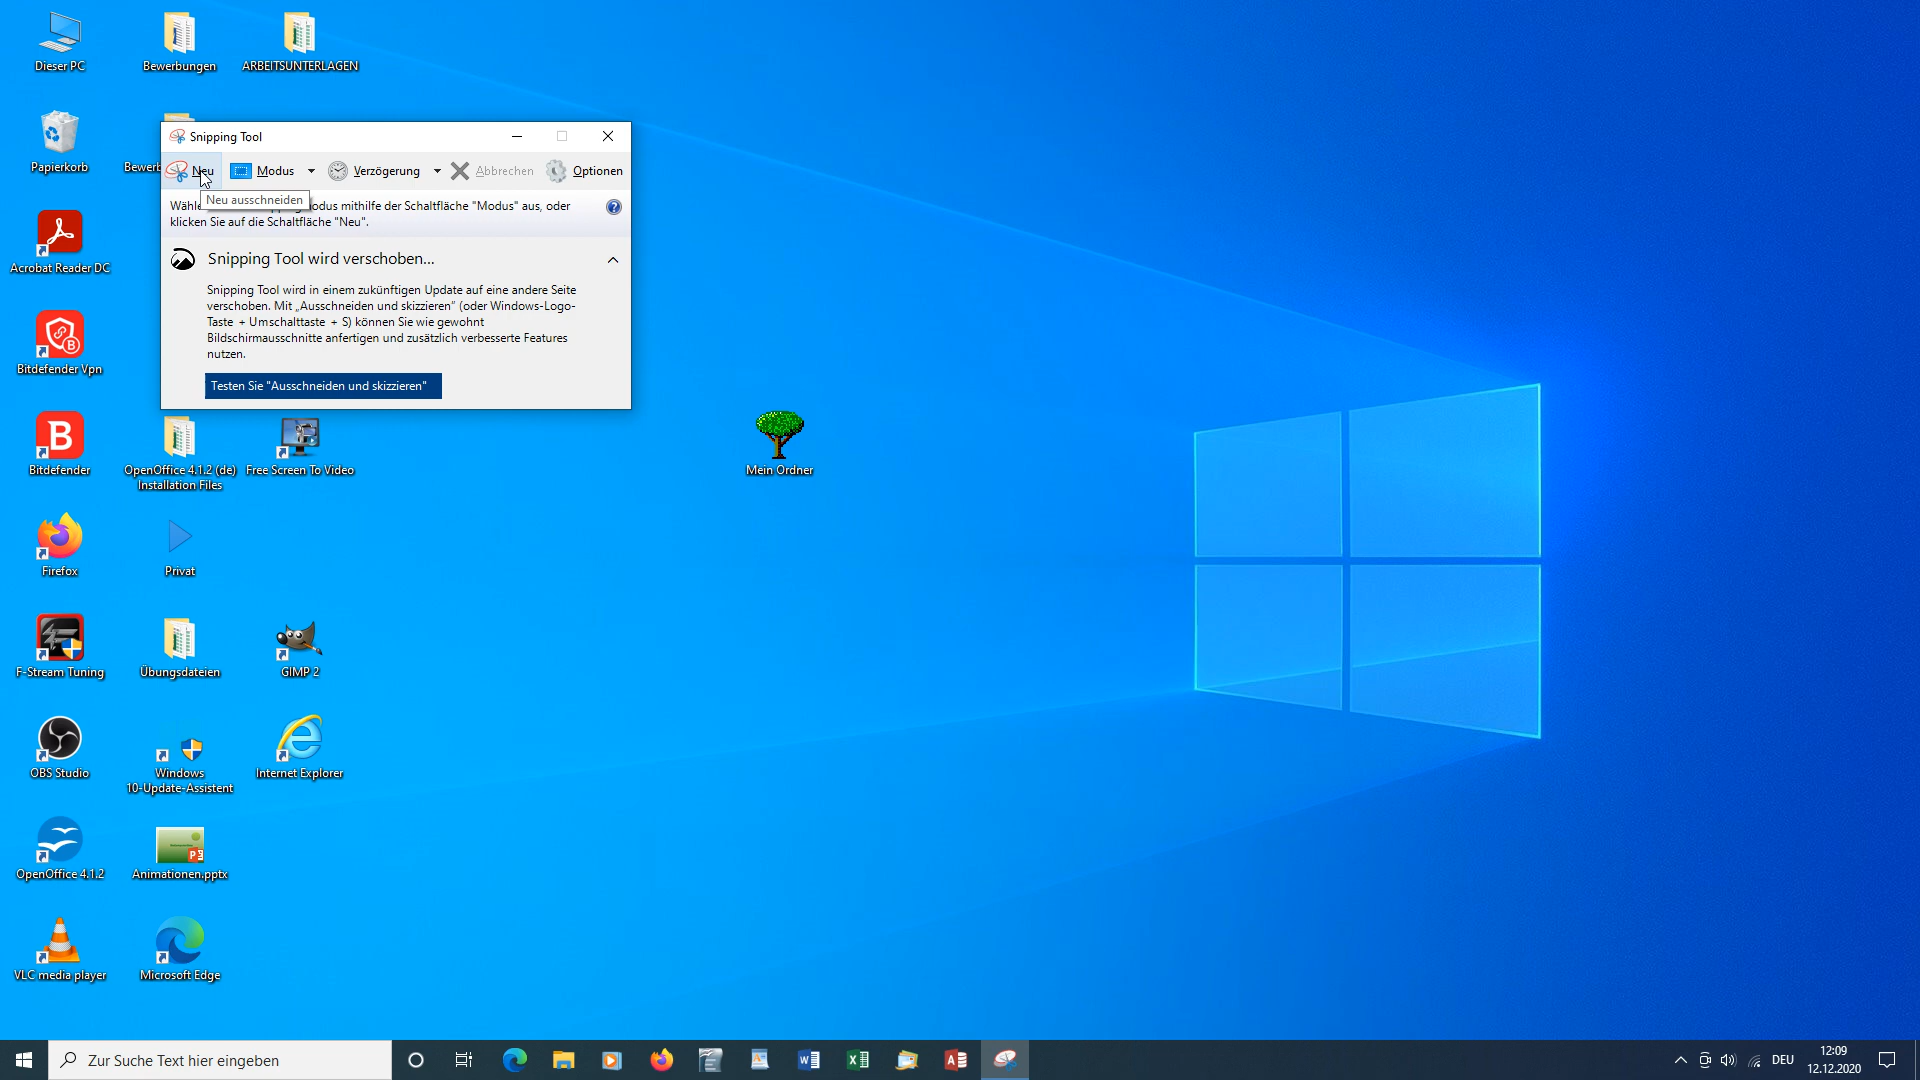 Dieser PC
Bewerbungen
ARBEITSUNTERLAGEN
Papierkorb
Snipping Tool
Neu
Modus
Verzögerung
Abbrechen
Optionen
Neu ausschneiden
modus mithilfe der Schaltfläche "Modus" aus, oder
klicken Sie auf die Schaltfläche "Neu".
Snipping Tool wird verschoben...
Snipping Tool wird in einem zukünftigen Update auf eine andere Seite
verschoben. Mit „Ausschneiden und skizzieren“ (oder Windows-Logo-
Taste + Umschalttaste + S) können Sie wie gewohnt
Bildschirmausschnitte anfertigen und zusätzlich verbesserte Features
nutzen.
Testen Sie "Ausschneiden und skizzieren"
Acrobat Reader DC
Bitdefender Vpn
Bitdefender
OpenOffice 4.1.2 (de)
Installation Files
Free Screen To Video
Mein Ordner
Firefox
Privat
F-Stream Tuning
Übungsdateien
GIMP 2
OBS Studio
Windows
10-Update-Assistent
Internet Explorer
OpenOffice 4.1.2
Animationen.pptx
VLC media player
Microsoft Edge
Zur Suche Text hier eingeben
DEU
12:09
12.12.2020